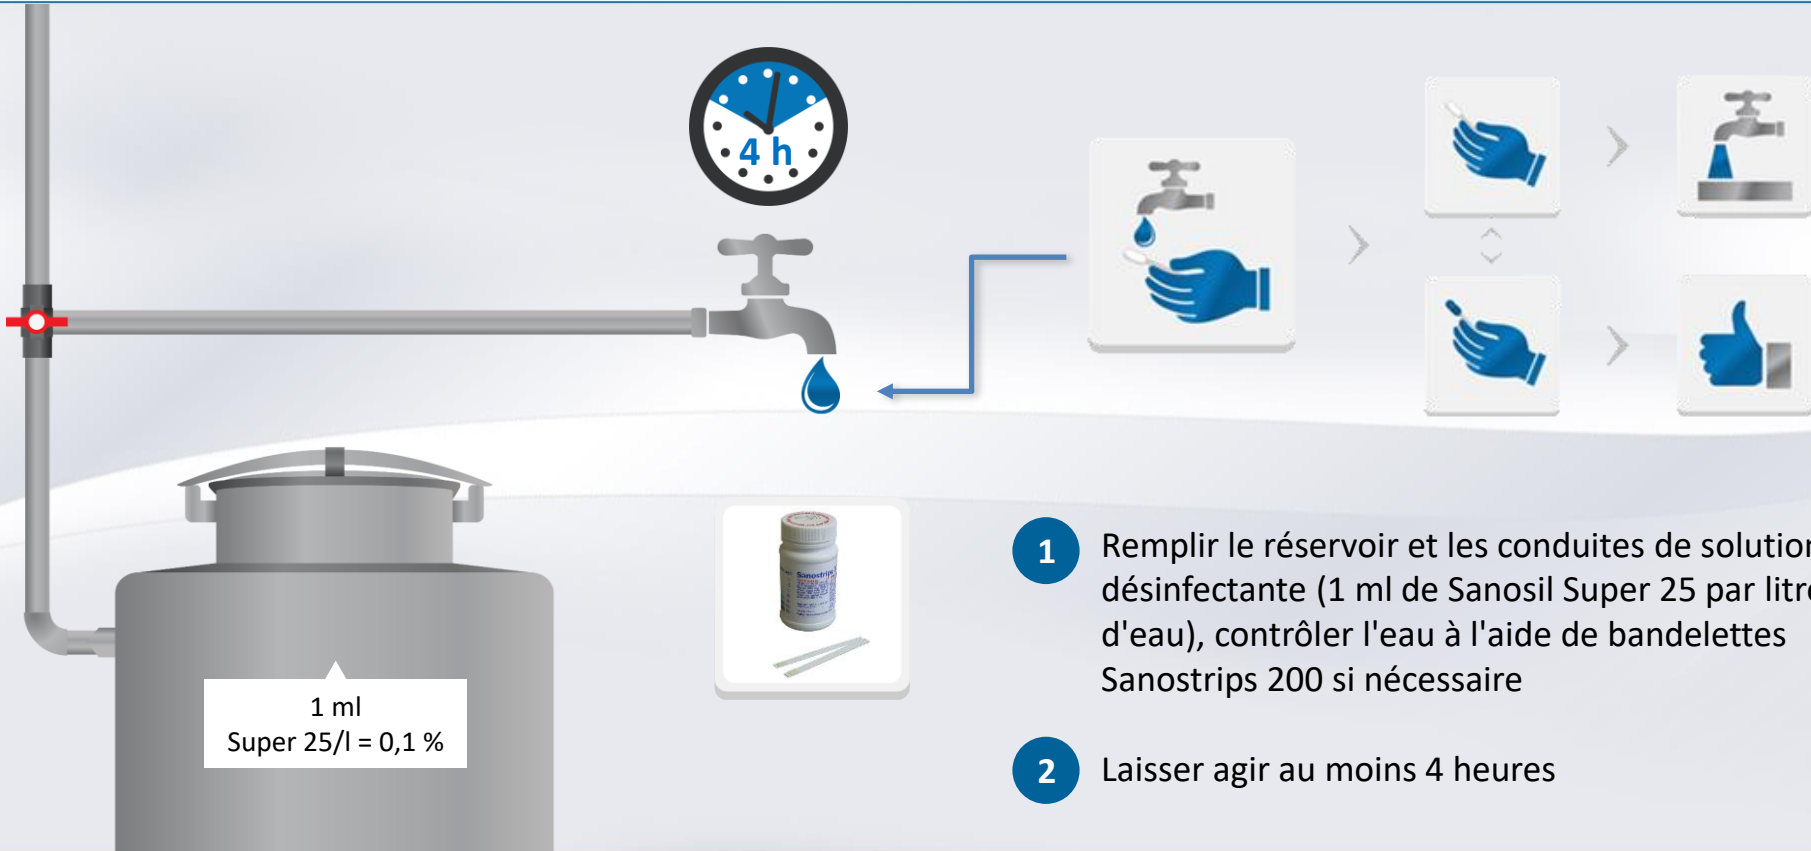 4 h
1 Remplir le réservoir et les conduites de solution
désinfectante (1 ml de Sanosil Super 25 par litre
d'eau), contrôler l'eau à l'aide de bandelettes
Sanostrips 200 si nécessaire
2 Laisser agir au moins 4 heures
1 ml
Super 25/l = 0,1 %
Sanostrips